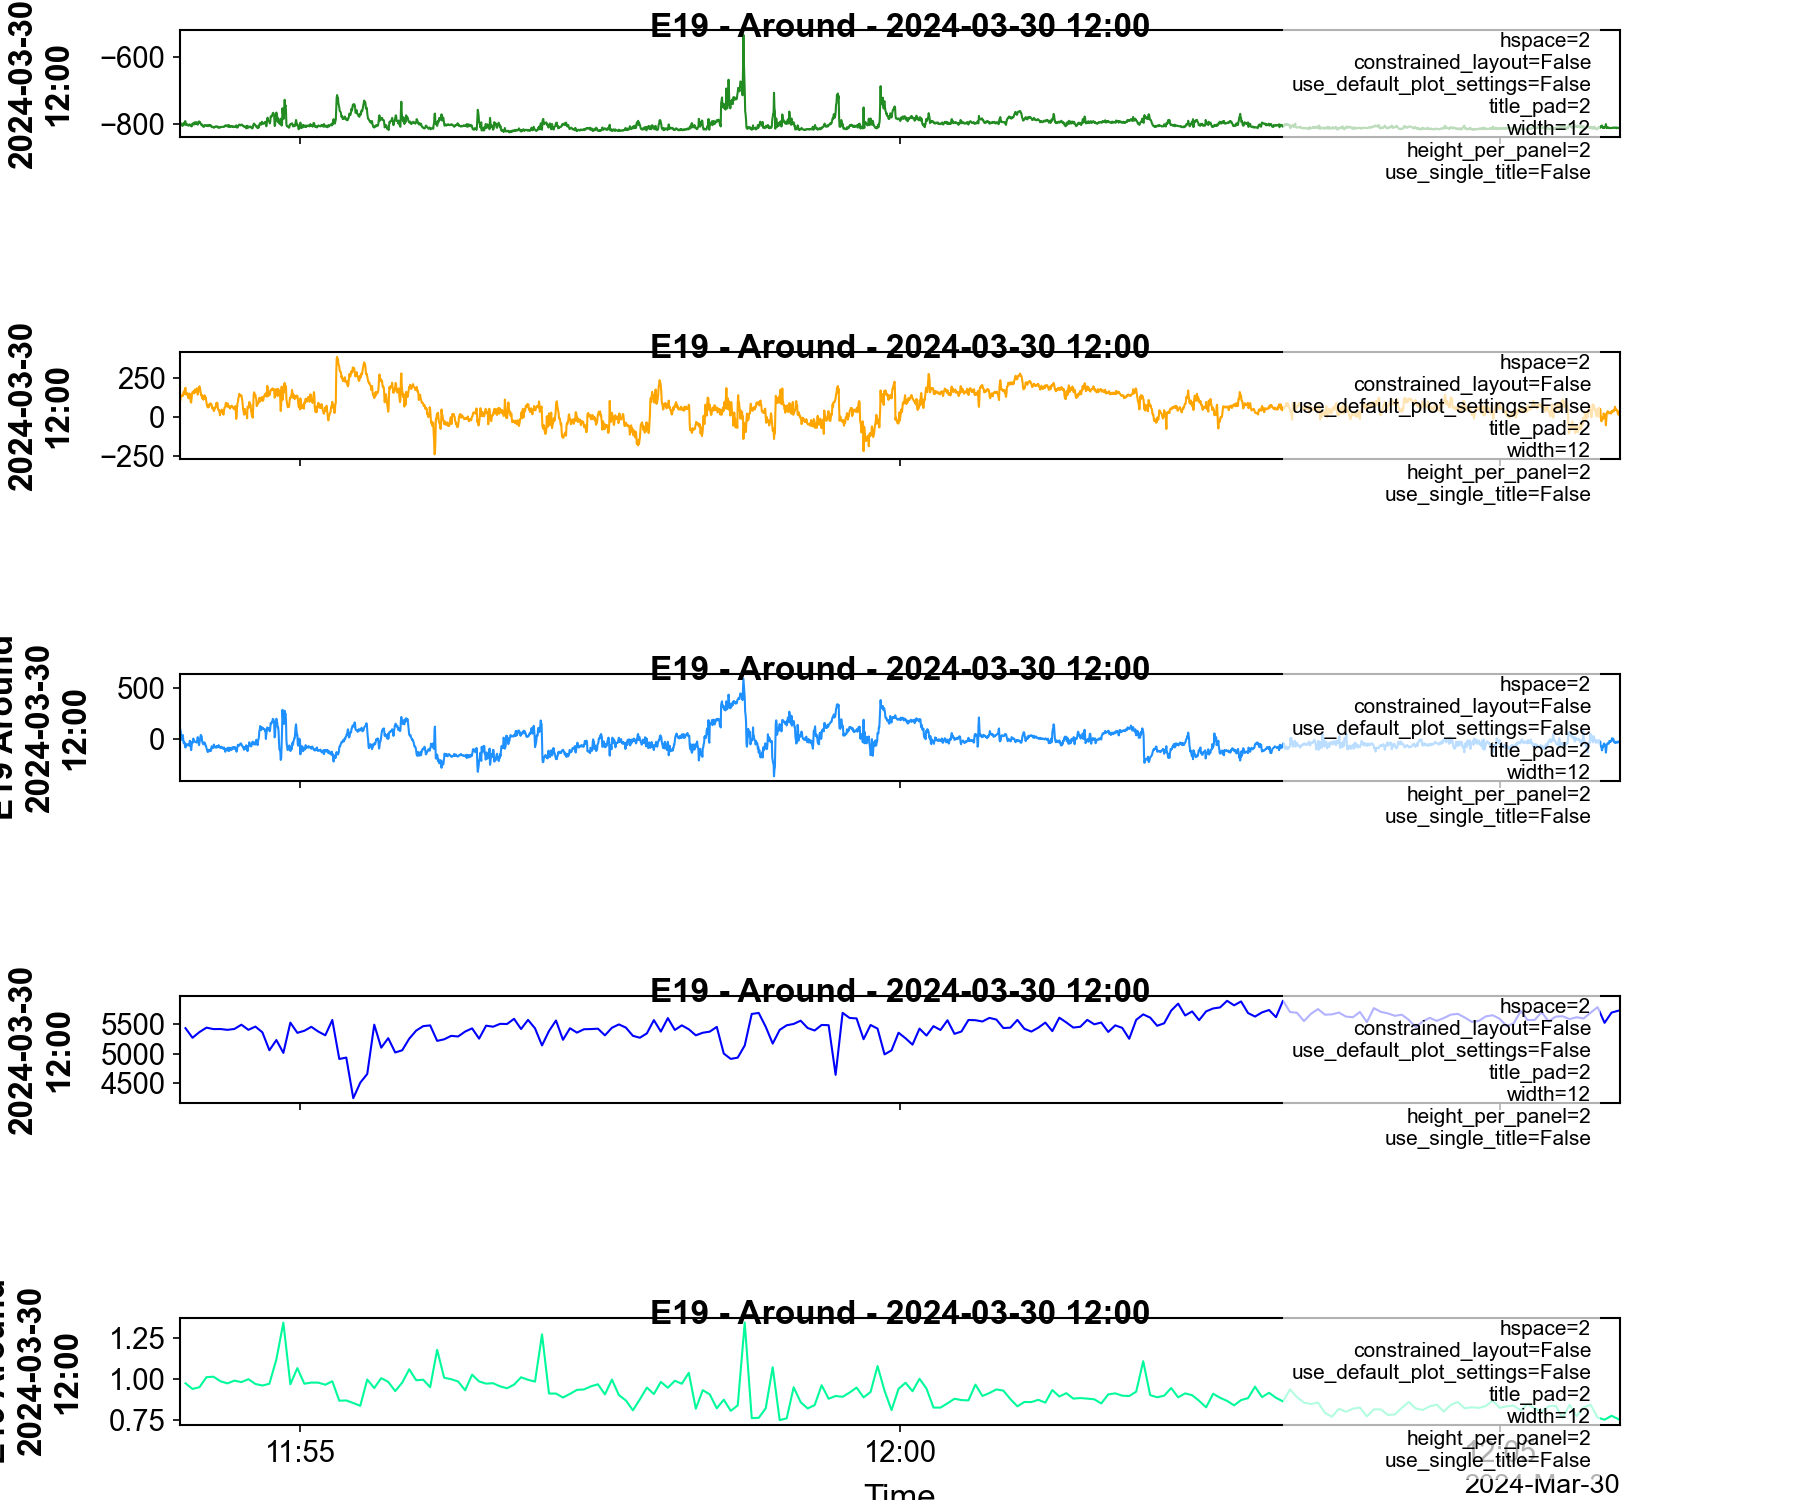 E19 - Around - 2024-03-30 12:00
2024-03-30
12:00
−600
−800
hspace=2
constrained_layout=False
use_default_plot_settings=False
title_pad=2
width=12
height_per_panel=2
use_single_title=False
E19 - Around - 2024-03-30 12:00
2024-03-30
12:00
250
0
−250
hspace=2
constrained_layout=False
use_default_plot_settings=False
title_pad=2
width=12
height_per_panel=2
use_single_title=False
E19 - Around - 2024-03-30 12:00
E19 Around
2024-03-30
12:00
500
0
hspace=2
constrained_layout=False
use_default_plot_settings=False
title_pad=2
width=12
height_per_panel=2
use_single_title=False
E19 - Around - 2024-03-30 12:00
2024-03-30
12:00
5500
5000
4500
hspace=2
constrained_layout=False
use_default_plot_settings=False
title_pad=2
width=12
height_per_panel=2
use_single_title=False
E19 - Around - 2024-03-30 12:00
2024-03-30
12:00
1.25
1.00
0.75
hspace=2
constrained_layout=False
use_default_plot_settings=False
title_pad=2
width=12
height_per_panel=2
use_single_title=False
11:55
12:00
12:05
2024-Mar-30
Time